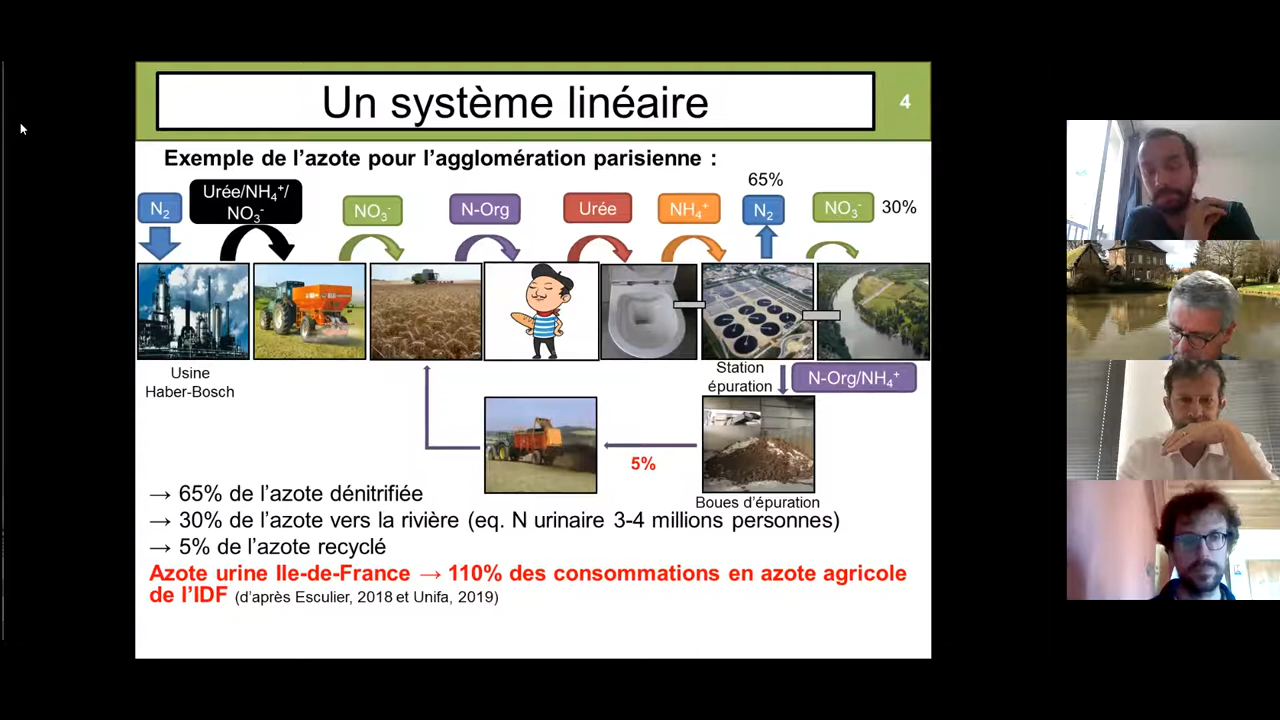 Un système linéaire
4
Exemple de l’azote pour l’agglomération parisienne :
65%
N₂
Urée/NH₄⁺/
NO₃⁻
NO₃⁻
N-Org
Urée
NH₄⁺
N₂
NO₃⁻
30%
Usine
Haber-Bosch
Station
épuration
N-Org/NH₄⁺
5%
Boues d’épuration
→ 65% de l’azote dénitrifiée
→ 30% de l’azote vers la rivière (eq. N urinaire 3-4 millions personnes)
→ 5% de l’azote recyclé
Azote urine Ile-de-France → 110% des consommations en azote agricole
de l’IDF (d’après Esculier, 2018 et Unifa, 2019)